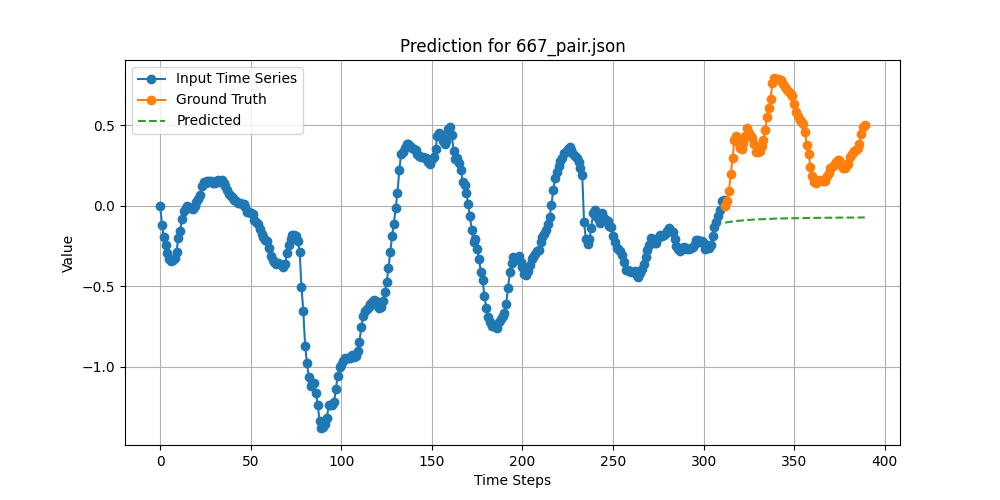 Prediction for 667_pair.json
Input Time Series
Ground Truth
Predicted
0.5
0.0
−0.5
−1.0
Value
0 50 100 150 200 250 300 350 400
Time Steps